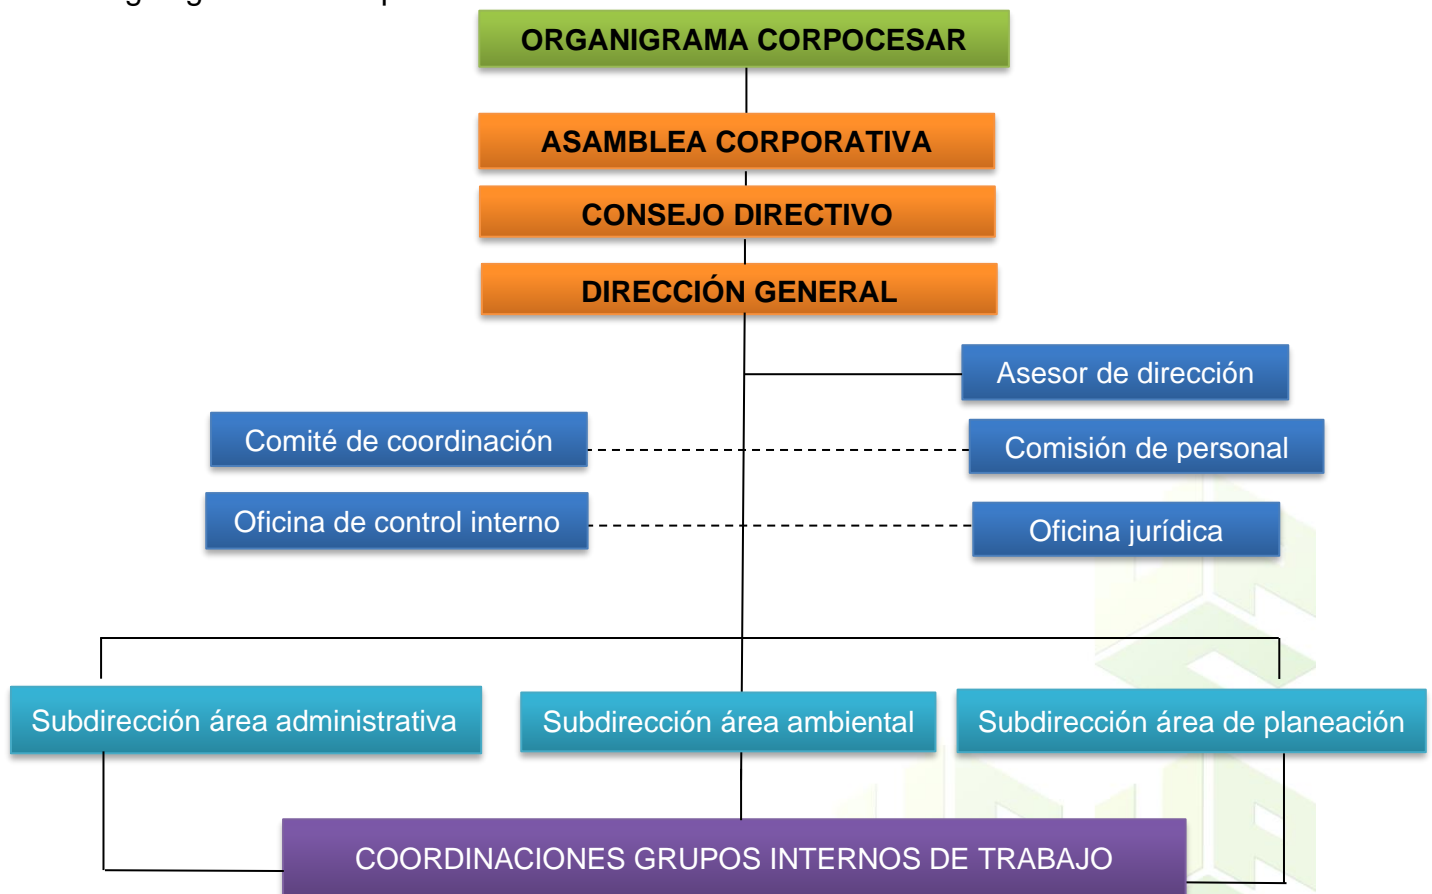 ORGANIGRAMA CORPOCESAR
ASAMBLEA CORPORATIVA
CONSEJO DIRECTIVO
DIRECCIÓN GENERAL
Asesor de dirección
Comité de coordinación
Comisión de personal
Oficina de control interno
Oficina jurídica
Subdirección área administrativa
Subdirección área ambiental
Subdirección área de planeación
COORDINACIONES GRUPOS INTERNOS DE TRABAJO